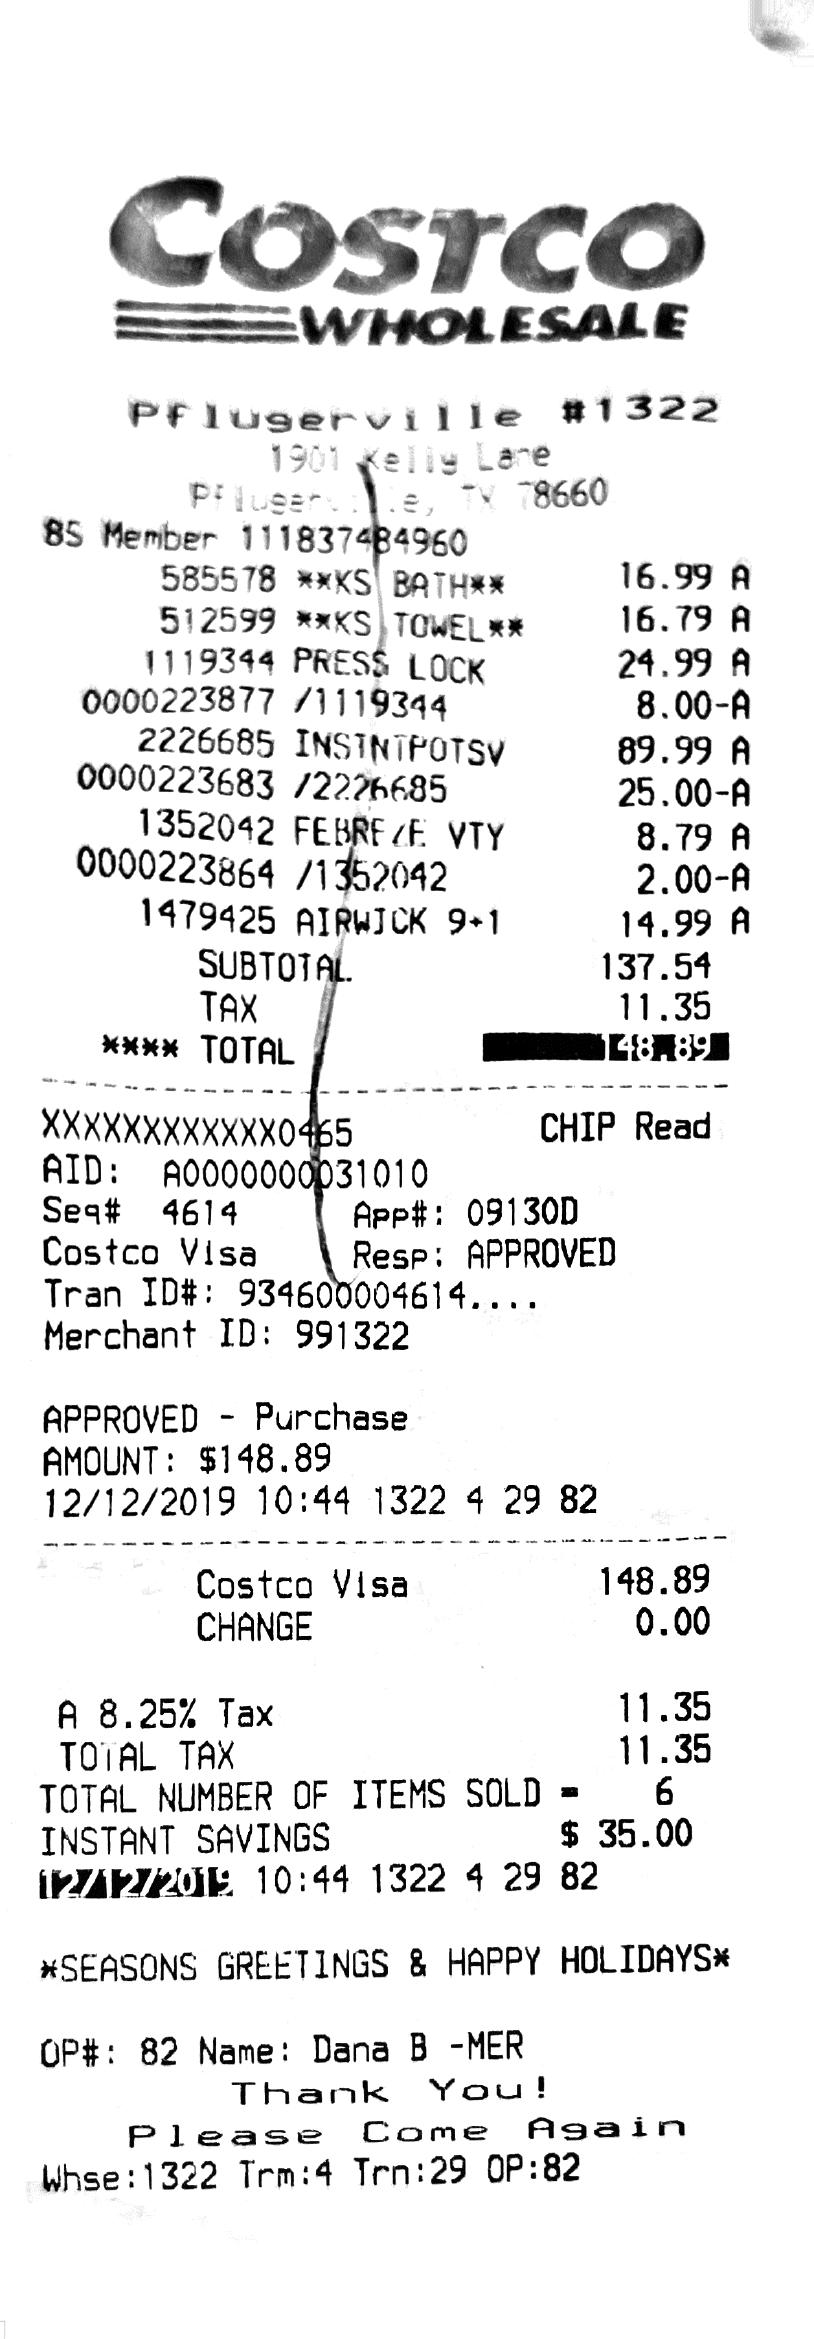 COSTCO
WHOLESALE
Pflugerville #1322
1901 Kelly Lane
Pflugerville, TX 78660
8S Member 111837484960
585578 **KS BATH** 16.99 A
512599 **KS TOWEL** 16.79 A
1119344 PRESS LOCK 24.99 A
0000223877 /1119344 8.00-A
2226685 INSTNTPOTSV 89.99 A
0000223683 /2226685 25.00-A
1352042 FEBREZE VTY 8.79 A
0000223864 /1352042 2.00-A
1479425 AIRWICK 9+1 14.99 A
SUBTOTAL 137.54
TAX 11.35
**** TOTAL 148.89
XXXXXXXXXXXX0465 CHIP Read
AID: A0000000031010
Seq# 4614 App#: 09130D
Costco Visa Resp: APPROVED
Tran ID#: 934600004614....
Merchant ID: 991322
APPROVED - Purchase
AMOUNT: $148.89
12/12/2019 10:44 1322 4 29 82
Costco Visa 148.89
CHANGE 0.00
A 8.25% Tax 11.35
TOTAL TAX 11.35
TOTAL NUMBER OF ITEMS SOLD = 6
INSTANT SAVINGS $ 35.00
12/12/2019 10:44 1322 4 29 82
*SEASONS GREETINGS & HAPPY HOLIDAYS*
OP#: 82 Name: Dana B -MER
Thank You!
Please Come Again
Whse:1322 Trm:4 Trn:29 OP:82